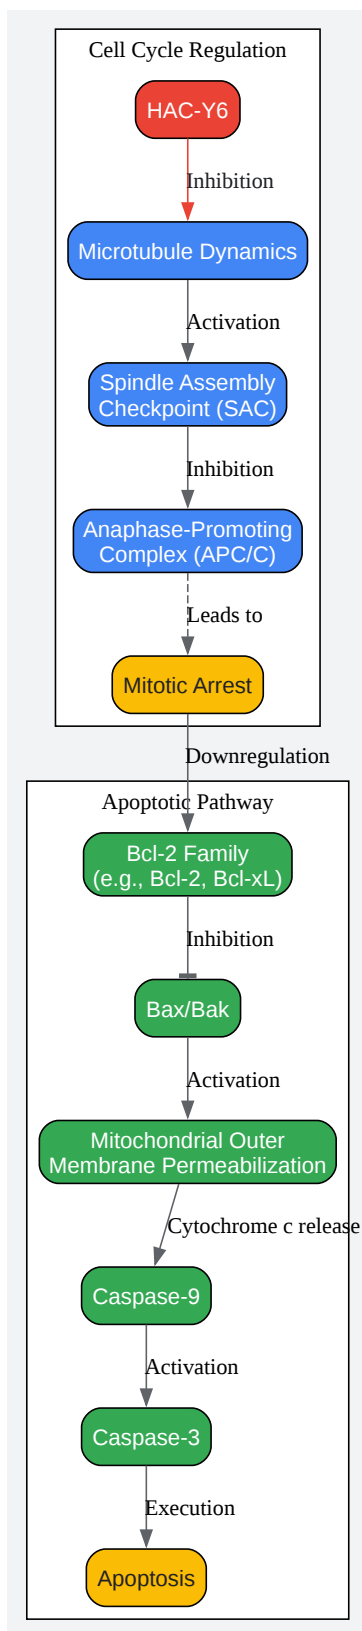 Cell Cycle Regulation
HAC-Y6
Inhibition
Microtubule Dynamics
Activation
Spindle Assembly
Checkpoint (SAC)
Inhibition
Anaphase-Promoting
Complex (APC/C)
Leads to
Mitotic Arrest
Downregulation
Apoptotic Pathway
Bcl-2 Family
(e.g., Bcl-2, Bcl-xL)
Inhibition
Bax/Bak
Activation
Mitochondrial Outer
Membrane Permeabilization
Cytochrome c release
Caspase-9
Activation
Caspase-3
Execution
Apoptosis